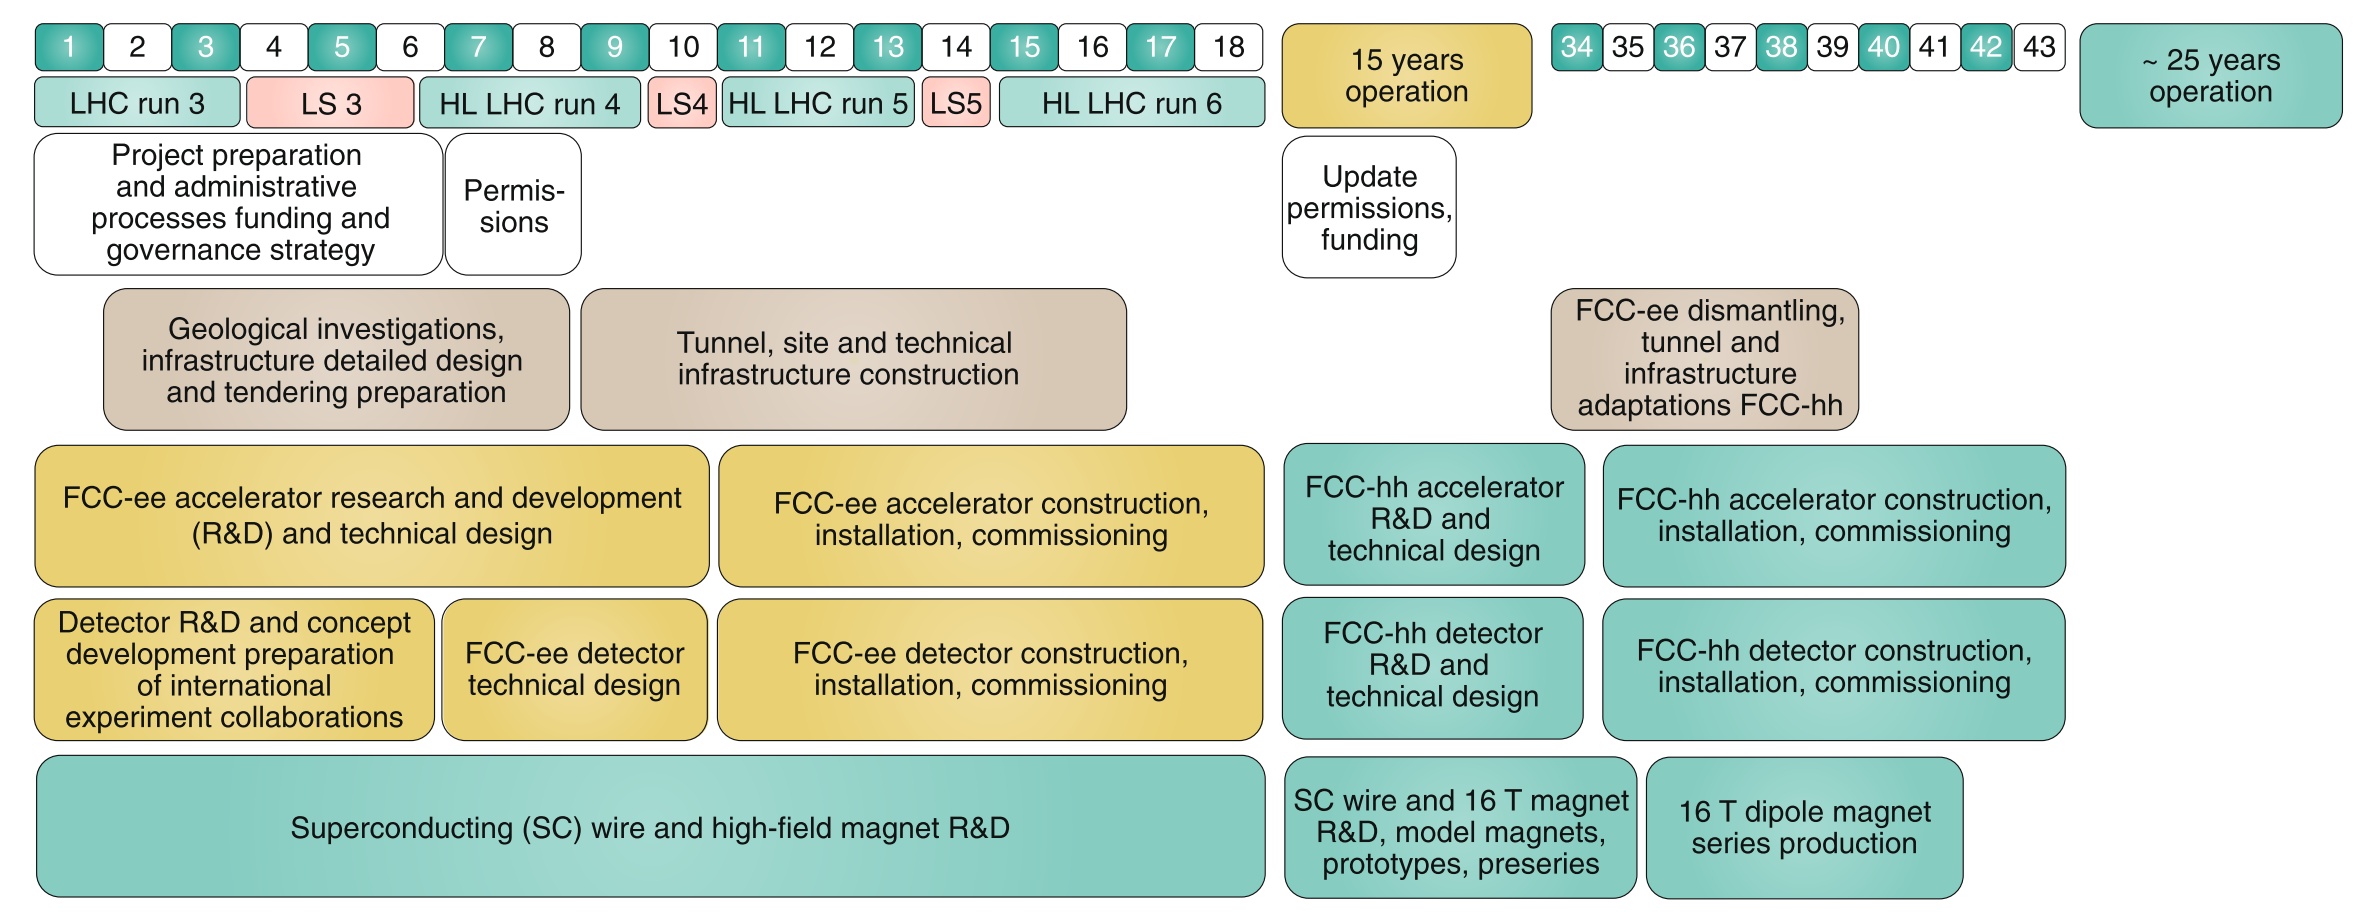 1 2 3 4 5 6 7 8 9 10 11 12 13 14 15 16 17 18
15 years
operation
34 35 36 37 38 39 40 41 42 43
~ 25 years
operation
LHC run 3
LS 3
HL LHC run 4
LS4
HL LHC run 5
LS5
HL LHC run 6
Project preparation
and administrative
processes funding and
governance strategy
Permis-
sions
Update
permissions,
funding
Geological investigations,
infrastructure detailed design
and tendering preparation
Tunnel, site and technical
infrastructure construction
FCC-ee dismantling,
tunnel and
infrastructure
adaptations FCC-hh
FCC-ee accelerator research and development
(R&D) and technical design
FCC-ee accelerator construction,
installation, commissioning
FCC-hh accelerator
R&D and
technical design
FCC-hh accelerator construction,
installation, commissioning
Detector R&D and concept
development preparation
of international
experiment collaborations
FCC-ee detector
technical design
FCC-ee detector construction,
installation, commissioning
FCC-hh detector
R&D and
technical design
FCC-hh detector construction,
installation, commissioning
Superconducting (SC) wire and high-field magnet R&D
SC wire and 16 T magnet
R&D, model magnets,
prototypes, preseries
16 T dipole magnet
series production